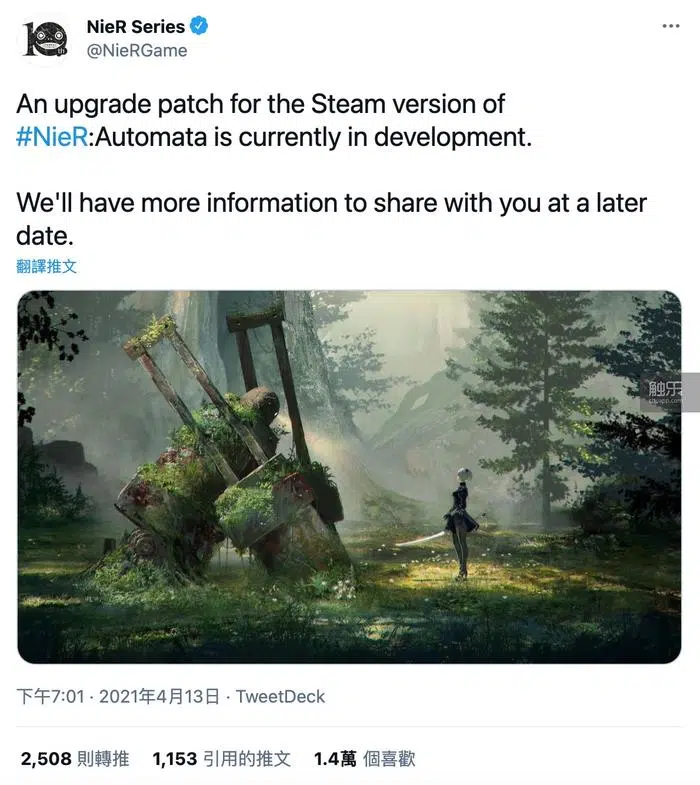 NieR Series
@NieRGame
An upgrade patch for the Steam version of
#NieR:Automata is currently in development.
We'll have more information to share with you at a later
date.
翻譯推文
触乐
chuapp.com
下午7:01 · 2021年4月13日 · TweetDeck
2,508 則轉推 1,153 引用的推文 1.4萬 個喜歡